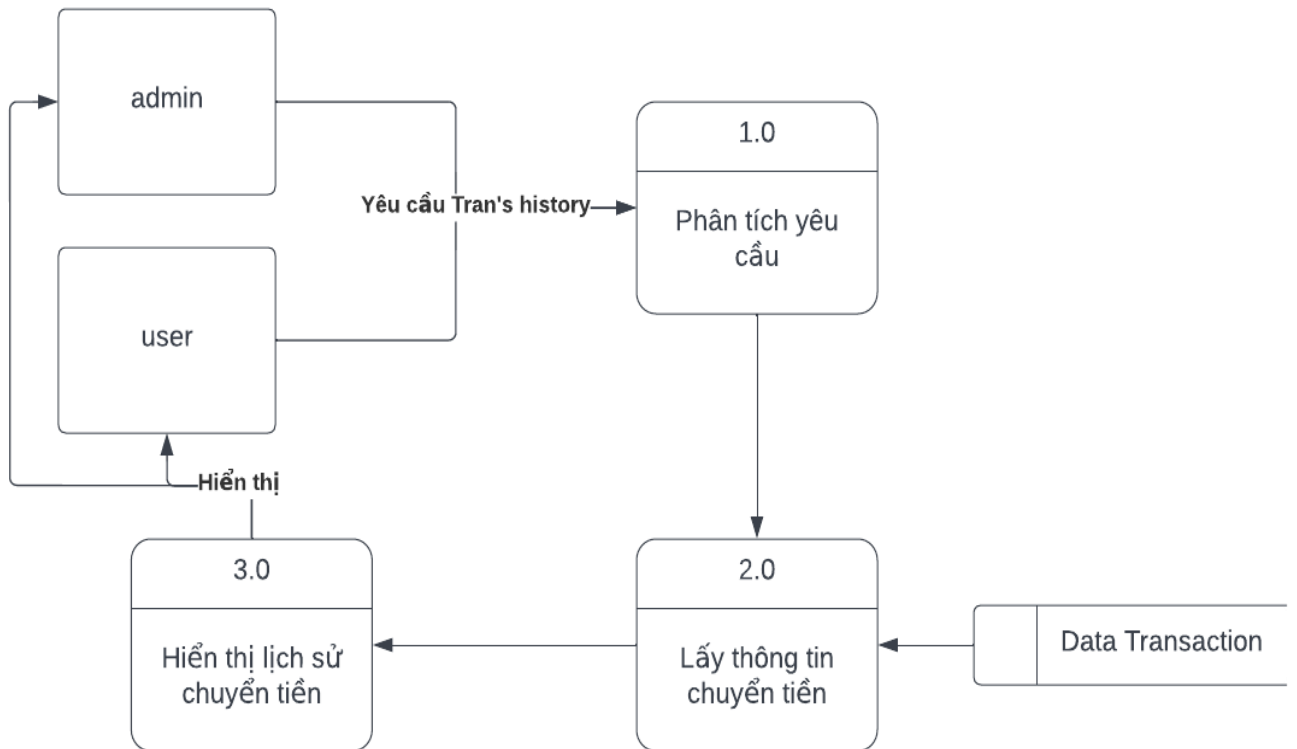 admin
1.0
Yêu cầu Tran's history
Phân tích yêu
cầu
user
Hiển thị
3.0
Hiển thị lịch sử
chuyển tiền
2.0
Lấy thông tin
chuyển tiền
Data Transaction